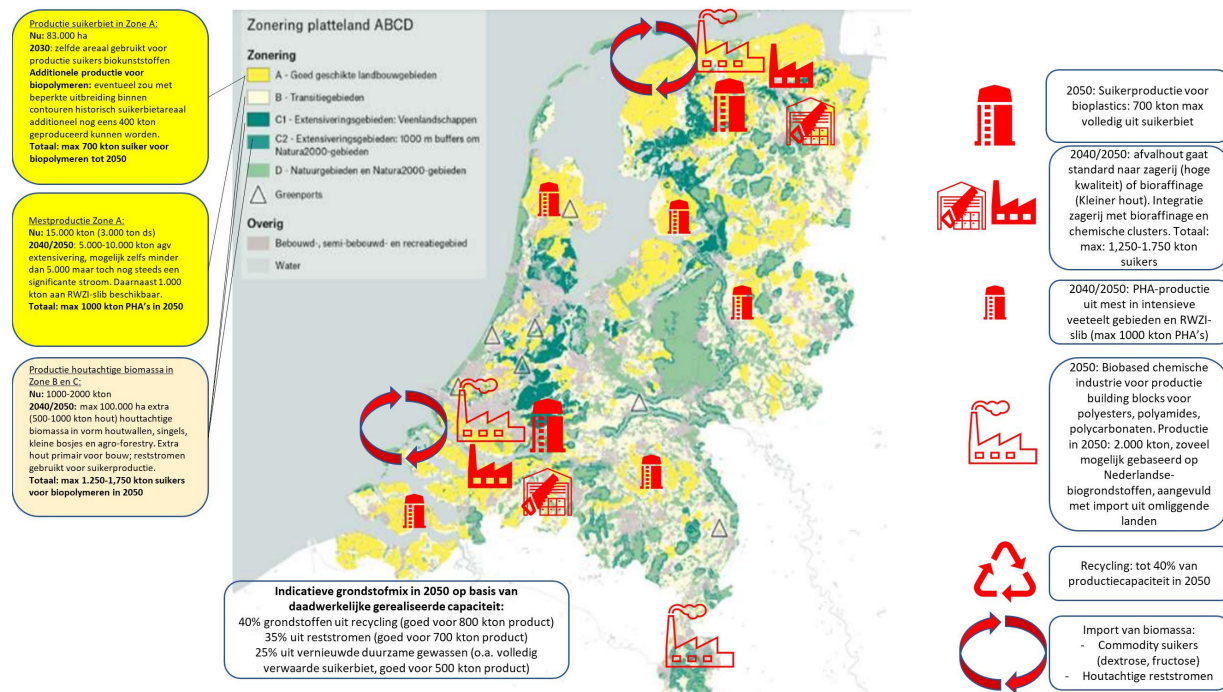 Productie suikerbiet in Zone A:
Nu: 83.000 ha
2030: zelfde areaal gebruikt voor
productie suikers biokunststoffen
Additionele productie voor
biopolymeren: eventueel zou met
beperkte uitbreiding binnen
contouren historisch suikerbietareaal
additioneel nog eens 400 kton
geproduceerd kunnen worden.
Totaal: max 700 kton suiker voor
biopolymeren tot 2050
Mestproductie Zone A:
Nu: 15.000 kton (3.000 ton ds)
2040/2050: 5.000-10.000 kton agv
extensivering, mogelijk zelfs minder
dan 5.000 maar toch nog steeds een
significante stroom. Daarnaast 1.000
kton aan RWZI-slib beschikbaar.
Totaal: max 1000 kton PHA's in 2050
Productie houtachtige biomassa in
Zone B en C:
Nu: 1000-2000 kton
2040/2050: max 100.000 ha extra
(500-1000 kton hout) houttachtige
biomassa in vorm houtwallen, singels,
kleine bosjes en agro-forestry. Extra
hout primair voor bouw; reststromen
gebruikt voor suikerproductie.
Totaal: max 1.250-1,750 kton suikers
voor biopolymeren in 2050
Zonering platteland ABCD
Zonering
A - Goed geschikte landbouwgebieden
B - Transitiegebieden
C1 - Extensiveringsgebieden: Veenlandschappen
C2 - Extensiveringsgebieden: 1000 m buffers om
Natura2000-gebieden
D - Natuurgebieden en Natura2000-gebieden
Greenports
Overig
Bebouwd-, semi-bebouwd- en recreatiegebied
Water
Indicatieve grondstofmix in 2050 op basis van
daadwerkelijke gerealiseerde capaciteit:
40% grondstoffen uit recycling (goed voor 800 kton product)
35% uit reststromen (goed voor 700 kton product)
25% uit vernieuwde duurzame gewassen (o.a. volledig
verwaarde suikerbiet, goed voor 500 kton product)
2050: Suikerproductie voor
bioplastics: 700 kton max
volledig uit suikerbiet
2040/2050: afvalhout gaat
standard naar zagerij (hoge
kwaliteit) of bioraffinage
(Kleiner hout). Integratie
zagerij met bioraffinage en
chemische clusters. Totaal:
max: 1,250-1.750 kton
suikers
2040/2050: PHA-productie
uit mest in intensieve
veeteelt gebieden en RWZI-
slib (max 1000 kton PHA's)
2050: Biobased chemische
industrie voor productie
building blocks voor
polyesters, polyamides,
polycarbonaten. Productie
in 2050: 2.000 kton, zoveel
mogelijk gebaseerd op
Nederlandse-
biogrondstoffen, aangevuld
met import uit omliggende
landen
Recycling: tot 40% van
productiecapaciteit in 2050
Import van biomassa:
- Commodity suikers
(dextrose, fructose)
- Houtachtige reststromen